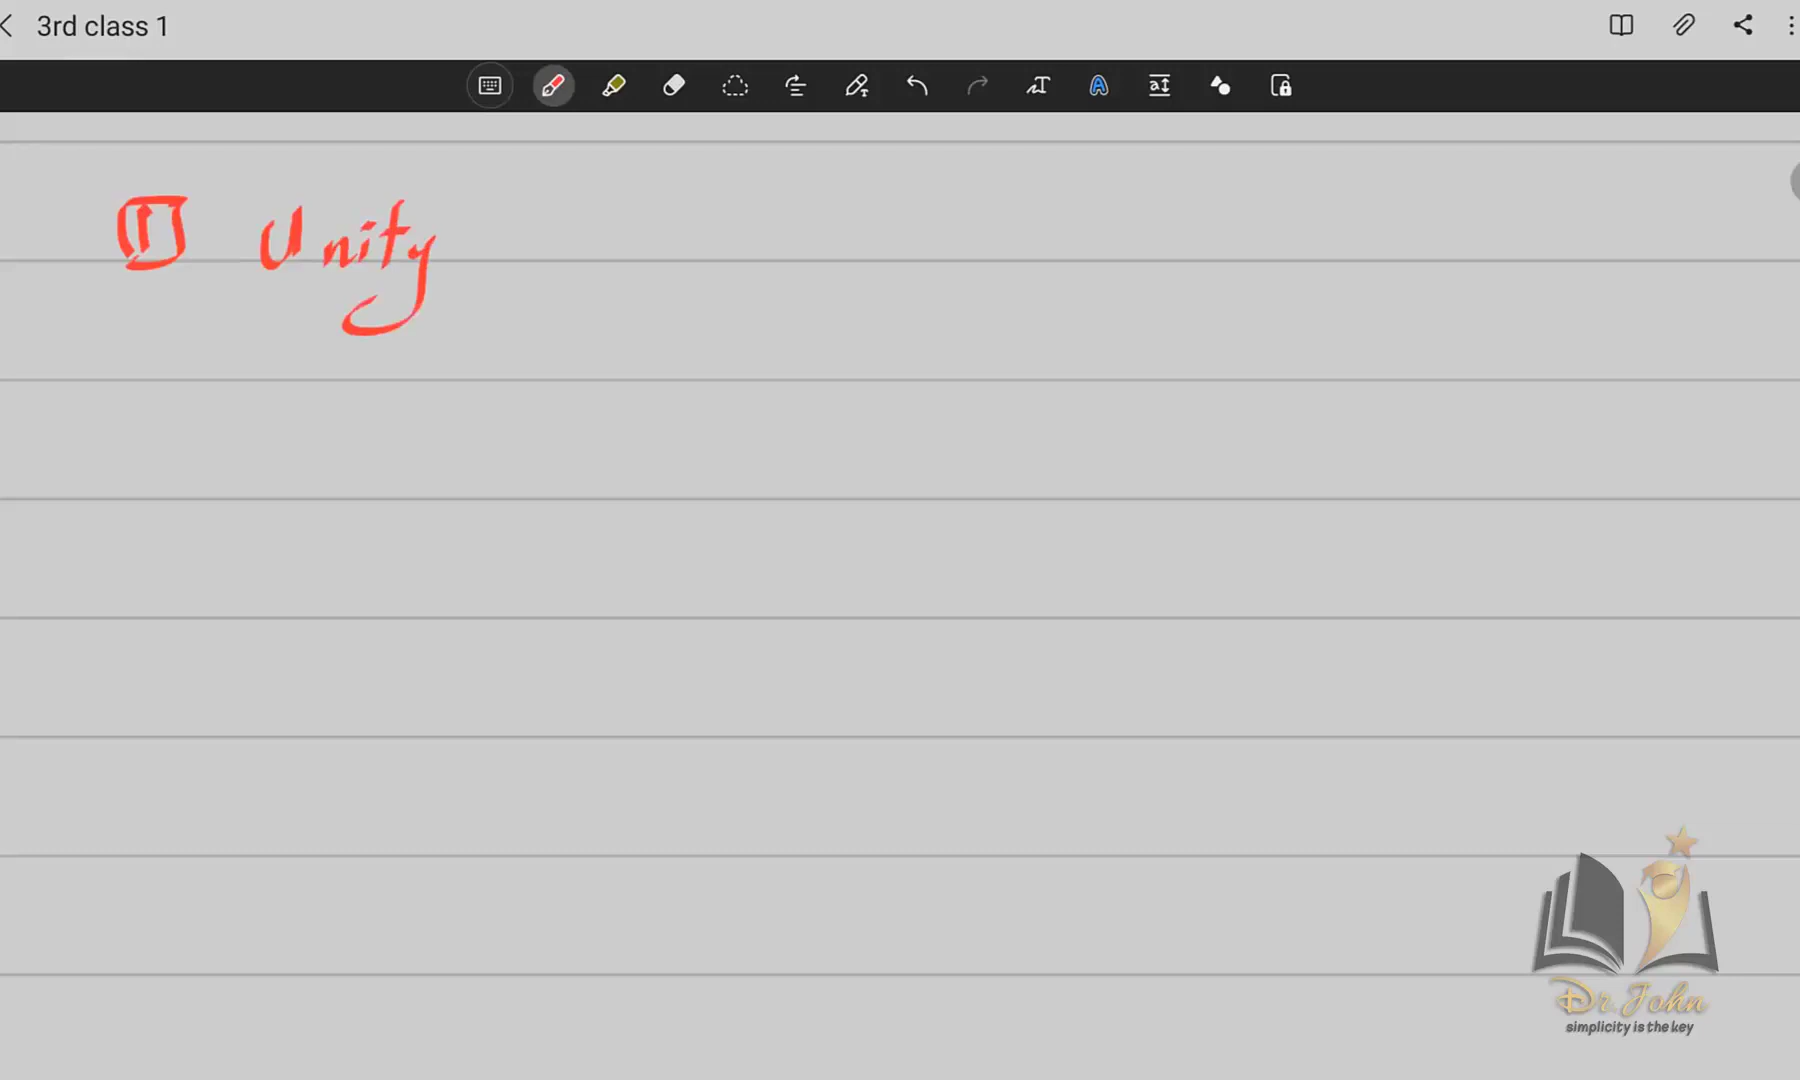 3rd class 1
1 Unity
Dr. John
simplicity is the key